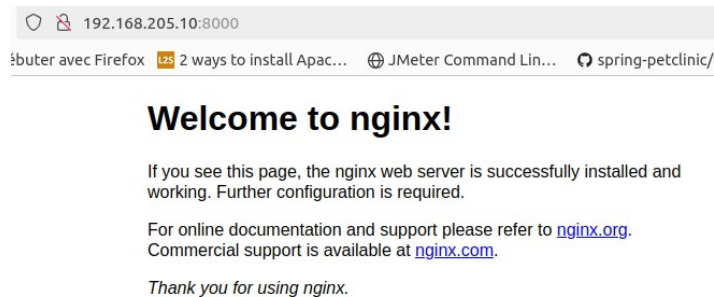 192.168.205.10:8000
ébuter avec Firefox L2S 2 ways to install Apac... JMeter Command Lin... spring-petclinic/
Welcome to nginx!
If you see this page, the nginx web server is successfully installed and
working. Further configuration is required.
For online documentation and support please refer to nginx.org.
Commercial support is available at nginx.com.
Thank you for using nginx.